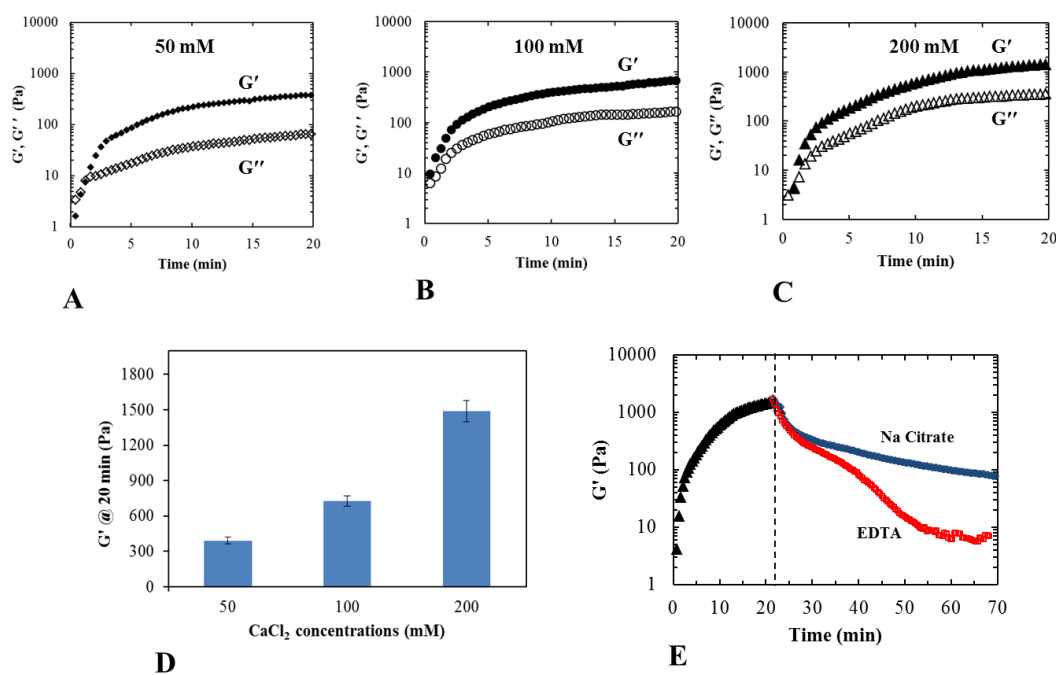 50 mM
G′
G′′
G′, G′′ (Pa)
10000
1000
100
10
1
0
5
10
15
20
Time (min)
A
100 mM
G′
G′′
G′, G′′ (Pa)
10000
1000
100
10
1
0
5
10
15
20
Time (min)
B
200 mM
G′
G′′
G′, G′′ (Pa)
10000
1000
100
10
1
0
5
10
15
20
Time (min)
C
G' @ 20 min (Pa)
1800
1500
1200
900
600
300
0
50
100
200
CaCl₂ concentrations (mM)
D
G' (Pa)
10000
1000
100
10
1
Na Citrate
EDTA
0
10
20
30
40
50
60
70
Time (min)
E